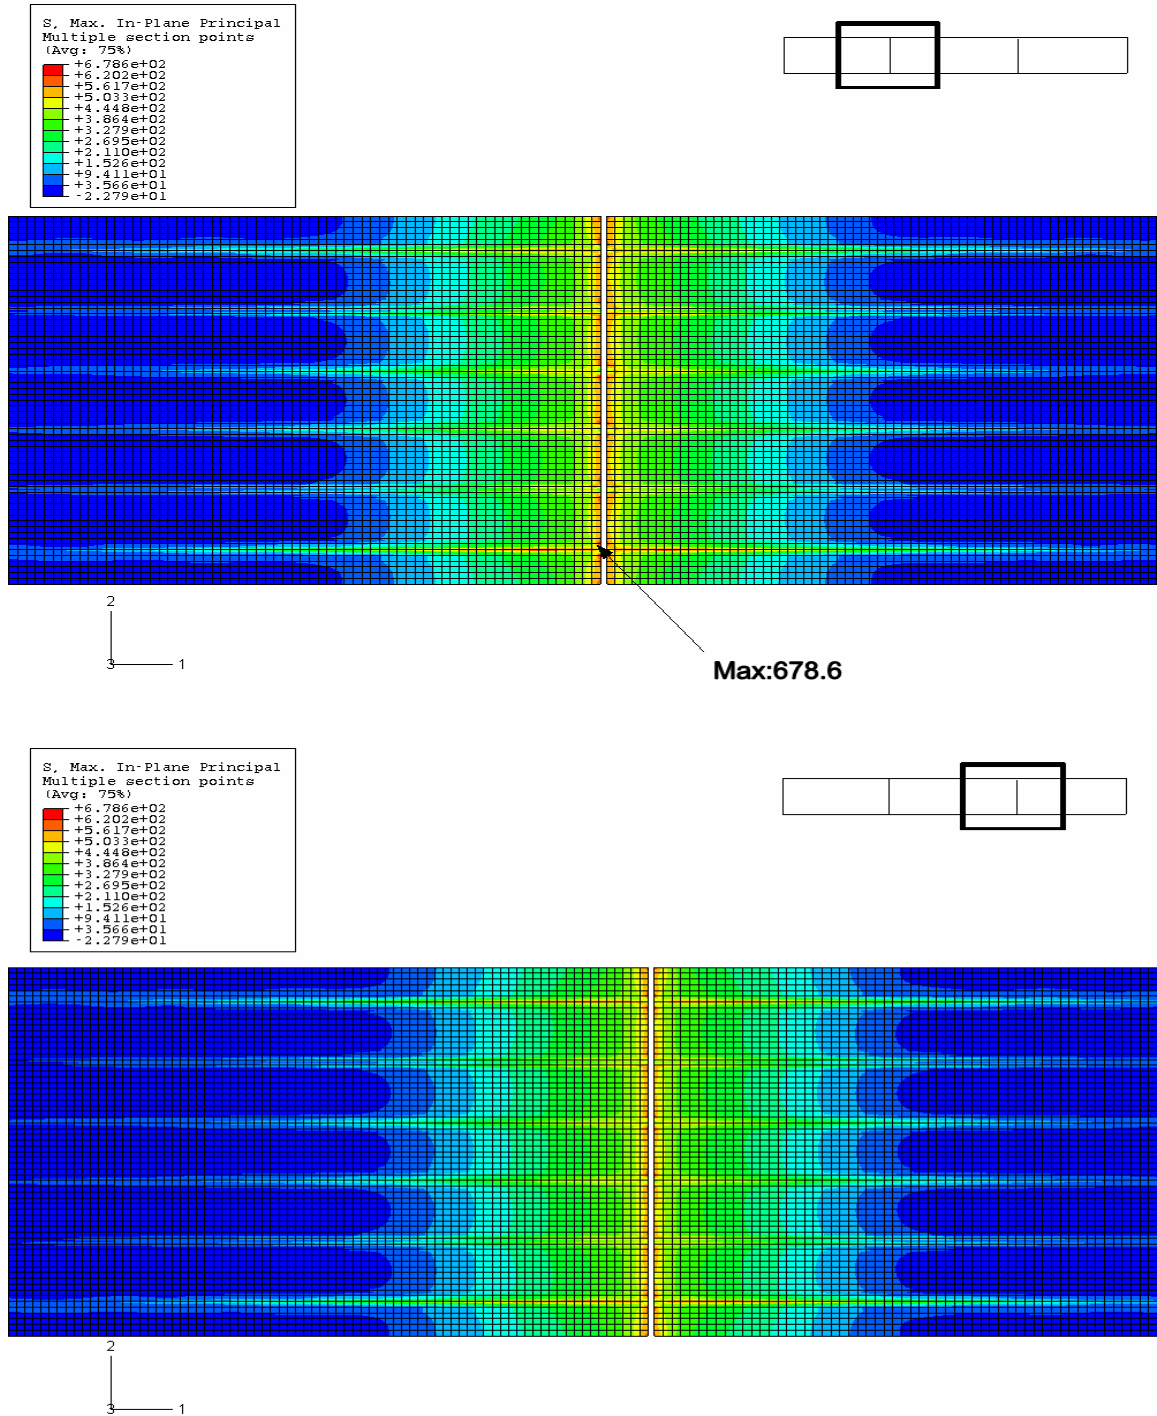 S, Max. In-Plane Principal
Multiple section points
(Avg: 75%)
+6.786e+02
+6.202e+02
+5.617e+02
+5.033e+02
+4.448e+02
+3.864e+02
+3.279e+02
+2.695e+02
+2.110e+02
+1.526e+02
+9.411e+01
+3.566e+01
-2.279e+01
2
3
1
Max:678.6
S, Max. In-Plane Principal
Multiple section points
(Avg: 75%)
+6.786e+02
+6.202e+02
+5.617e+02
+5.033e+02
+4.448e+02
+3.864e+02
+3.279e+02
+2.695e+02
+2.110e+02
+1.526e+02
+9.411e+01
+3.566e+01
-2.279e+01
2
3
1